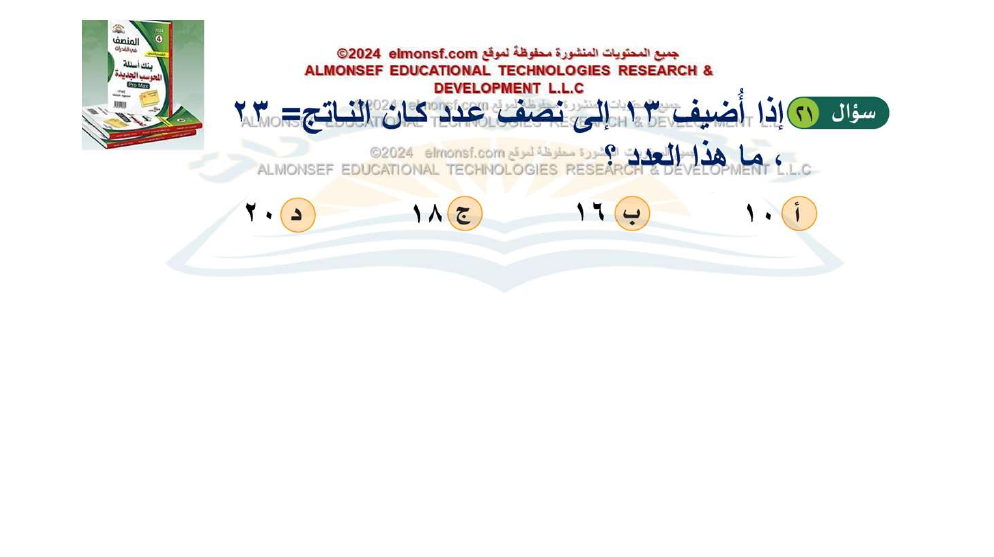 المنصف
في القدرات
بنك أسئلة
المحوسب الجديدة
جميع المحتويات المنشورة محفوظة لموقع elmonsf.com 2024©
ALMONSEF EDUCATIONAL TECHNOLOGIES RESEARCH &
DEVELOPMENT L.L.C
سؤال ٢١ إذا أُضيف ١٣ إلى نصف عدد كان الناتج= ٢٣
، ما هذا العدد ؟
جميع المحتويات المنشورة محفوظة لموقع elmonsf.com 2024©
ALMONSEF EDUCATIONAL TECHNOLOGIES RESEARCH & DEVELOPMENT L.L.C
جميع المحتويات المنشورة محفوظة لموقع elmonsf.com 2024©
ALMONSEF EDUCATIONAL TECHNOLOGIES RESEARCH & DEVELOPMENT L.L.C
أ ١٠ ب ١٦ ج ١٨ د ٢٠